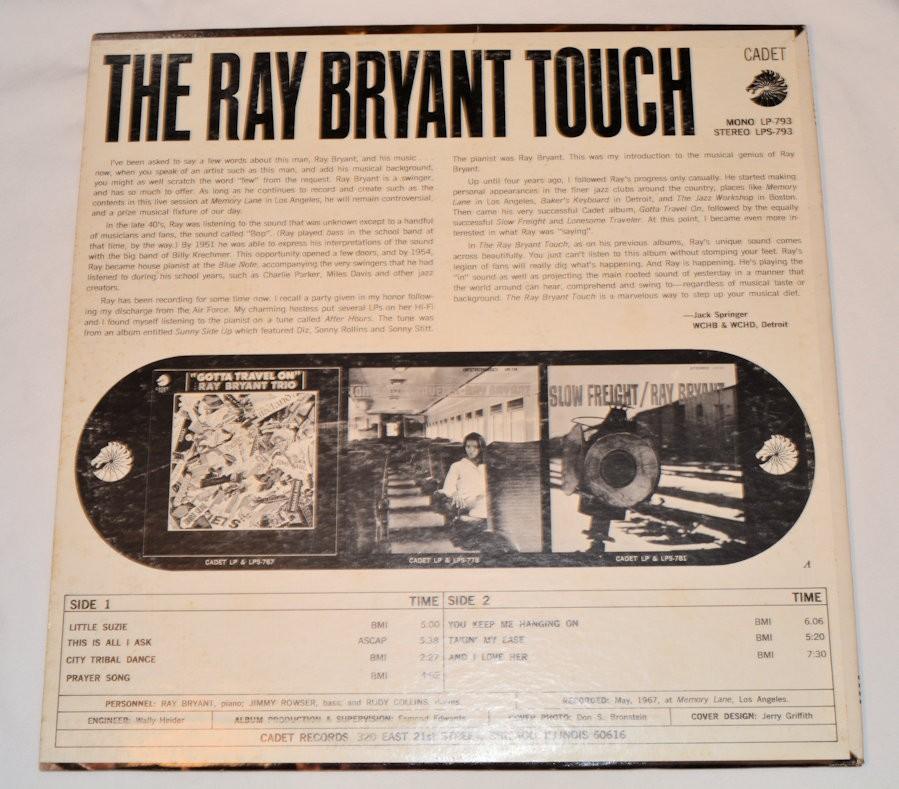 THE RAY BRYANT TOUCH
CADET
MONO LP-793
STEREO LPS-793
I've been asked to say a few words about this man, Ray Bryant, and his music . . .
now, when you speak of an artist such as this man, and add his musical background,
you might as well scratch the word "few" from the request. Ray Bryant is a swinger,
and has so much to offer. As long as he continues to record and create such as the
contents in this live session at Memory Lane in Los Angeles, he will remain controversial,
and a prize musical fixture of our day.
In the late 40's, Ray was listening to the sound that was unknown except to a handful
of musicians and fans, the sound called "Bop". (Ray played bass in the school band at
that time, by the way.) By 1951 he was able to express his interpretations of the sound
with the big band of Billy Krechmer. This opportunity opened a few doors, and by 1954,
Ray became house pianist at the Blue Note, accompanying the very swingers that he had
listened to during his school years, such as Charlie Parker, Miles Davis and other jazz
creators.
Ray has been recording for some time now. I recall a party given in my honor follow-
ing my discharge from the Air Force. My charming hostess put several LPs on her Hi-Fi
and I found myself listening to the pianist on a tune called After Hours. The tune was
from an album entitled Sunny Side Up which featured Diz, Sonny Rollins and Sonny Stitt.
The pianist was Ray Bryant. This was my introduction to the musical genius of Ray
Bryant.
Up until four years ago, I followed Ray's progress only casually. He started making
personal appearances in the finer jazz clubs around the country, places like Memory
Lane in Los Angeles, Baker's Keyboard in Detroit, and The Jazz Workshop in Boston.
Then came his very successful Cadet album, Gotta Travel On, followed by the equally
successful Slow Freight and Lonesome Traveler. At this point, I became even more in-
terested in what Ray was "saying".
In The Ray Bryant Touch, as on his previous albums, Ray's unique sound comes
across beautifully. You just can't listen to this album without stomping your feet. Ray's
legion of fans will really dig what's happening. And Ray is happening. He's playing the
"in" sound as well as projecting the main rooted sound of yesterday in a manner that
the world around can hear, comprehend and swing to—regardless of musical taste or
background. The Ray Bryant Touch is a marvelous way to step up your musical diet.
—Jack Springer
WCHB & WCHD, Detroit
"GOTTA TRAVEL ON"
RAY BRYANT TRIO
RAY BRYANT
SLOW FREIGHT/RAY BRYANT
CADET LP & LPS-767
CADET LP & LPS-778
CADET LP & LPS-781
SIDE 1 TIME
LITTLE SUZIE BMI 5:00
THIS IS ALL I ASK ASCAP 5:38
CITY TRIBAL DANCE BMI 2:27
PRAYER SONG BMI
SIDE 2 TIME
YOU KEEP ME HANGING ON BMI 6.06
TAKIN' MY EASE BMI 5:20
AND I LOVE HER BMI 7:30
PERSONNEL: RAY BRYANT, piano; JIMMY ROWSER, bass; and RUDY COLLINS, drums.
RECORDED: May, 1967, at Memory Lane, Los Angeles.
ENGINEER: Wally Heider
ALBUM PRODUCTION & SUPERVISION: Esmond Edwards
COVER PHOTO: Don S. Bronstein
COVER DESIGN: Jerry Griffith
CADET RECORDS 320 EAST 21st STREET, CHICAGO, ILLINOIS 60616